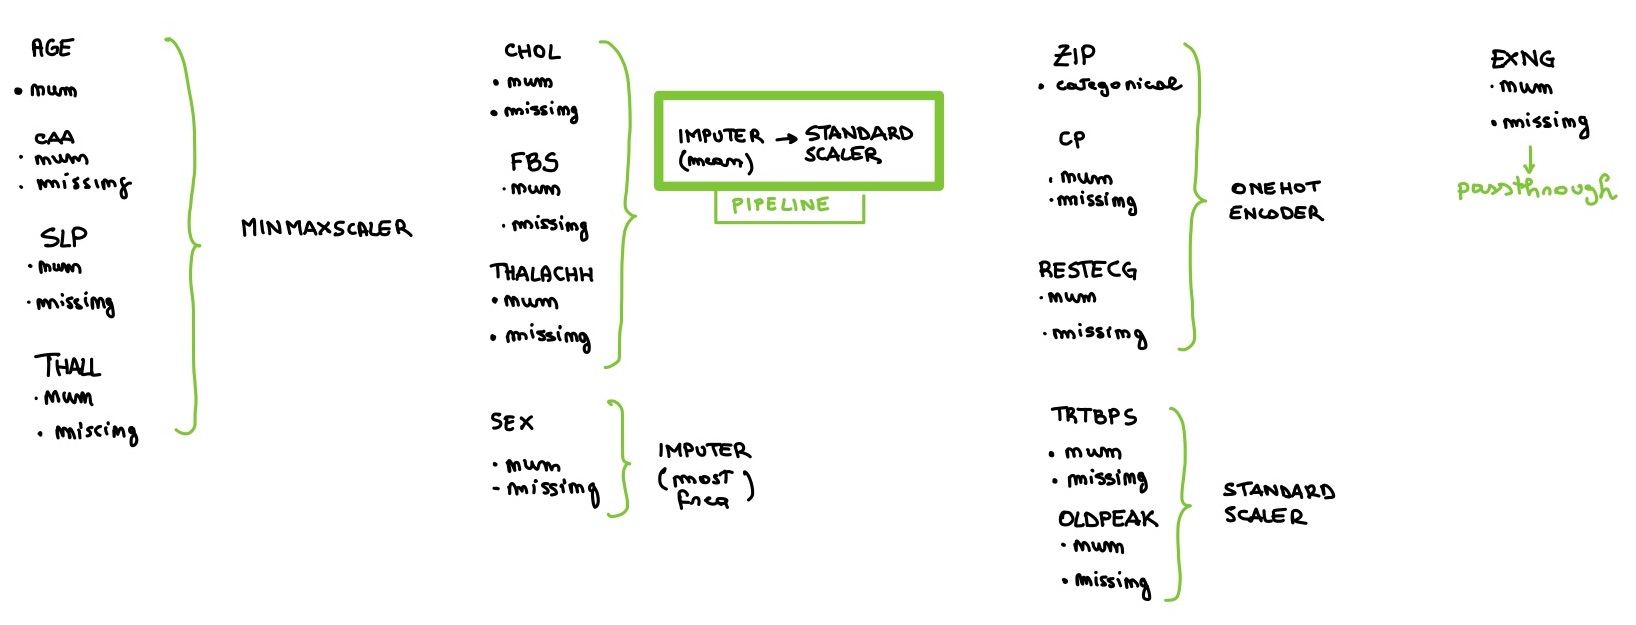 AGE
• num
CAA
• num
• missing
SLP
• num
• missing
THALL
• num
• missing
MINMAXSCALER
CHOL
• num
• missing
FBS
• num
• missing
THALACHH
• num
• missing
IMPUTER → STANDARD
(mean) SCALER
PIPELINE
SEX
• num
- missing
IMPUTER
(most
freq)
ZIP
• categorical
CP
• num
• missing
RESTECG
• num
• missing
ONEHOT
ENCODER
TRTBPS
• num
• missing
OLDPEAK
• num
• missing
STANDARD
SCALER
EXNG
• num
• missing
↓
passthrough